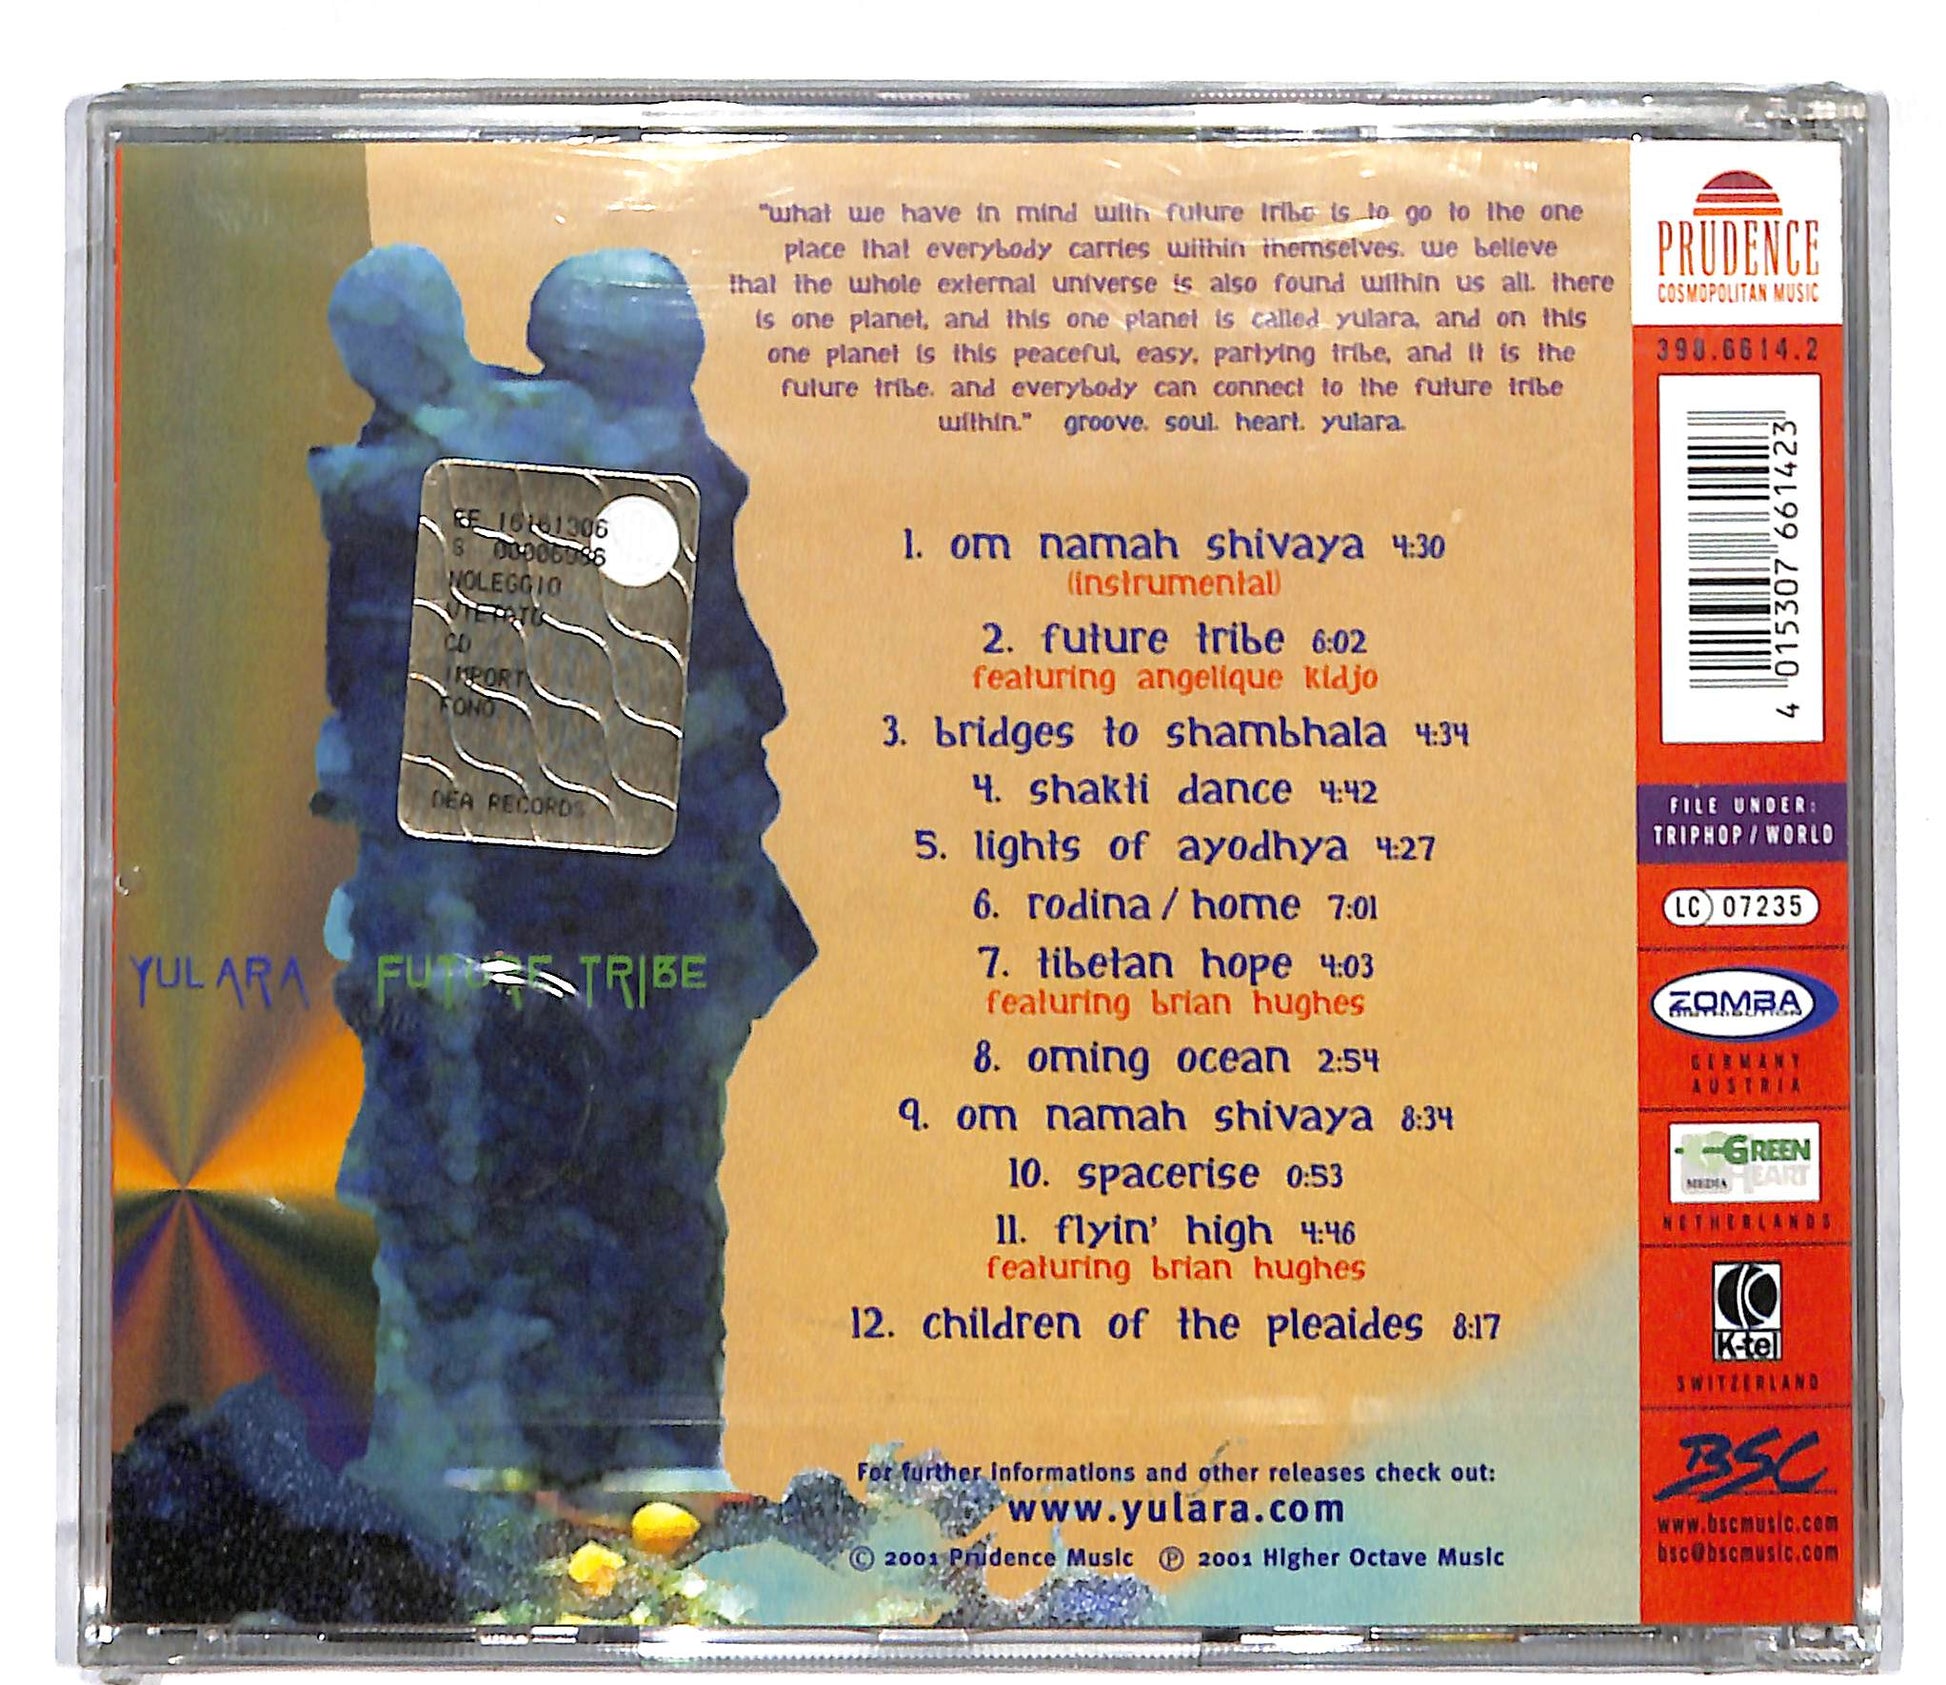 "what we have in mind with future tribe is to go to the one
place that everybody carries within themselves. we believe
that the whole external universe is also found within us all. there
is one planet, and this one planet is called yulara, and on this
one planet is this peaceful, easy, partying tribe, and it is the
future tribe. and everybody can connect to the future tribe
within." groove. soul. heart. yulara.
1. om namah shivaya 4:30
(instrumental)
2. future tribe 6:02
featuring angelique kidjo
3. bridges to shambhala 4:34
4. shakti dance 4:42
5. lights of ayodhya 4:27
6. rodina / home 7:01
7. tibetan hope 4:03
featuring brian hughes
8. oming ocean 2:54
9. om namah shivaya 8:34
10. spacerise 0:53
11. flyin' high 4:46
featuring brian hughes
12. children of the pleaides 8:17
For further informations and other releases check out:
www.yulara.com
© 2001 Prudence Music ℗ 2001 Higher Octave Music
YULARA FUTURE TRIBE
NOLEGGIO
VIETATO
CD
IMPORT
FONO
DEA RECORDS
PRUDENCE
COSMOPOLITAN MUSIC
398.6614.2
4 015307 661423
FILE UNDER:
TRIPHOP / WORLD
LC 07235
ZOMBA
DISTRIBUTION
GERMANY
AUSTRIA
GREEN
HEART
MEDIA
NETHERLANDS
K-tel
SWITZERLAND
BSC
www.bscmusic.com
bsc@bscmusic.com